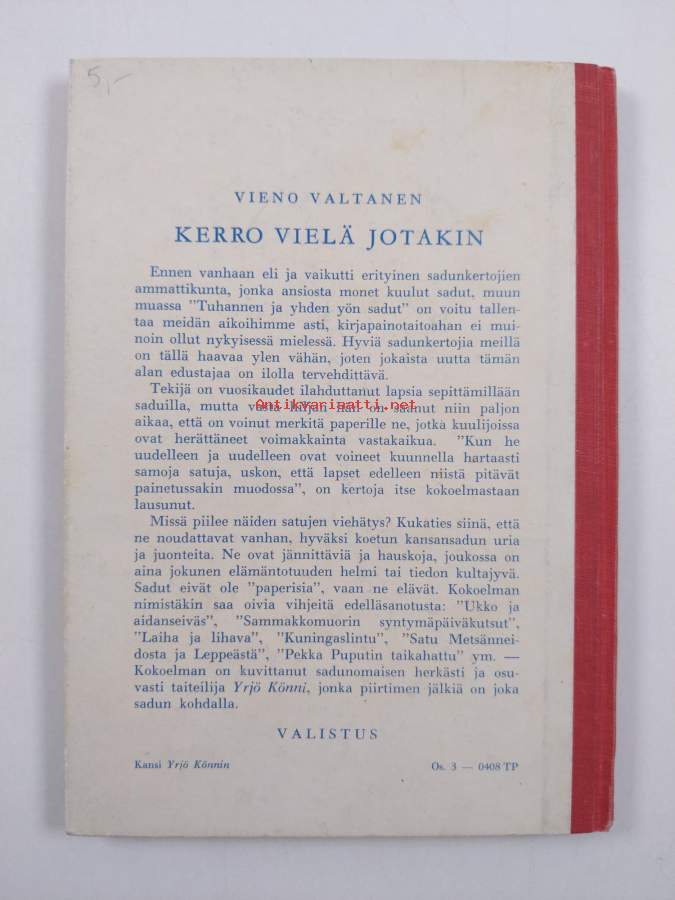 5,-
VIENO VALTANEN
KERRO VIELÄ JOTAKIN
Ennen vanhaan eli ja vaikutti erityinen sadunkertojien
ammattikunta, jonka ansiosta monet kuulut sadut, muun
muassa ”Tuhannen ja yhden yön sadut” on voitu tallen-
taa meidän aikoihimme asti, kirjapainotaitoahan ei mui-
noin ollut nykyisessä mielessä. Hyviä sadunkertojia meillä
on tällä haavaa ylen vähän, joten jokaista uutta tämän
alan edustajaa on ilolla tervehdittävä.
Tekijä on vuosikaudet ilahduttanut lapsia sepittämillään
saduilla, mutta vasta hän on saanut niin paljon
Antikvariaatti.net
aikaa, että on voinut merkitä paperille ne, jotka kuulijoissa
ovat herättäneet voimakkainta vastakaikua. ”Kun he
uudelleen ja uudelleen ovat voineet kuunnella hartaasti
samoja satuja, uskon, että lapset edelleen niistä pitävät
painetussakin muodossa”, on kertoja itse kokoelmastaan
lausunut.
Missä piilee näiden satujen viehätys? Kukaties siinä, että
ne noudattavat vanhan, hyväksi koetun kansansadun uria
ja juonteita. Ne ovat jännittäviä ja hauskoja, joukossa on
aina jokunen elämäntotuuden helmi tai tiedon kultajyvä.
Sadut eivät ole ”paperisia”, vaan ne elävät. Kokoelman
nimistäkin saa oivia vihjeitä edelläsanotusta: ”Ukko ja
aidanseiväs”, ”Sammakkomuorin syntymäpäiväkutsut”,
”Laiha ja lihava”, ”Kuningaslintu”, ”Satu Metsännei-
dosta ja Leppeästä”, ”Pekka Puputin taikahattu” ym. —
Kokoelman on kuvittanut sadunomaisen herkästi ja osu-
vasti taiteilija Yrjö Könni, jonka piirtimen jälkiä on joka
sadun kohdalla.
VALISTUS
Kansi Yrjö Könnin
Os. 3 — 0408 TP